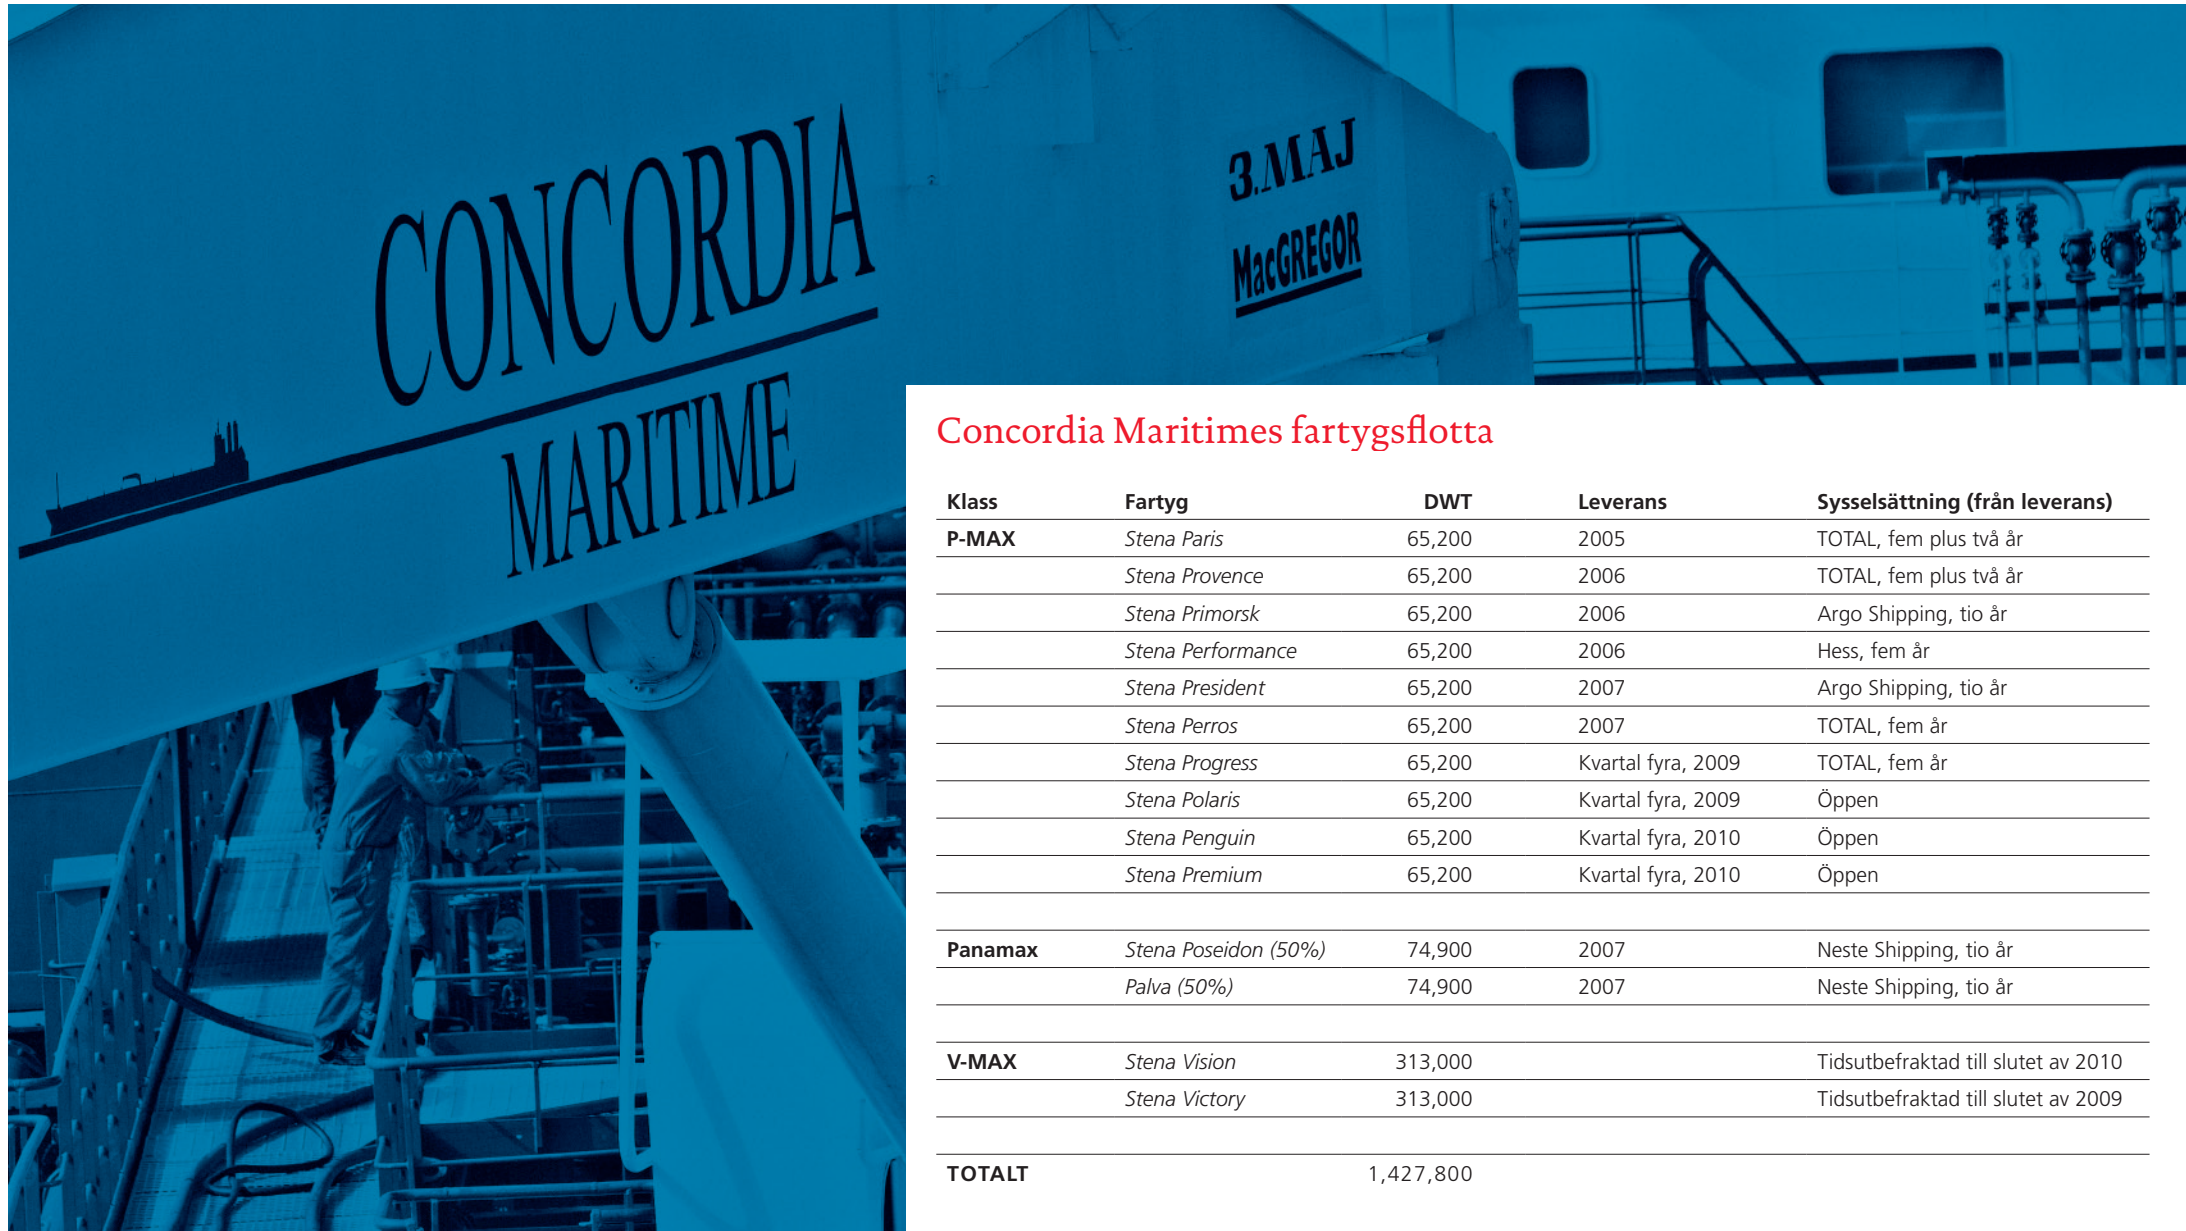 CONCORDIA
MARITIME
3.MAJ
MacGREGOR
Concordia Maritimes fartygsflotta
Klass Fartyg DWT Leverans Sysselsättning (från leverans)
P-MAX Stena Paris 65,200 2005 TOTAL, fem plus två år
Stena Provence 65,200 2006 TOTAL, fem plus två år
Stena Primorsk 65,200 2006 Argo Shipping, tio år
Stena Performance 65,200 2006 Hess, fem år
Stena President 65,200 2007 Argo Shipping, tio år
Stena Perros 65,200 2007 TOTAL, fem år
Stena Progress 65,200 Kvartal fyra, 2009 TOTAL, fem år
Stena Polaris 65,200 Kvartal fyra, 2009 Öppen
Stena Penguin 65,200 Kvartal fyra, 2010 Öppen
Stena Premium 65,200 Kvartal fyra, 2010 Öppen
Panamax Stena Poseidon (50%) 74,900 2007 Neste Shipping, tio år
Palva (50%) 74,900 2007 Neste Shipping, tio år
V-MAX Stena Vision 313,000 Tidsutbefraktad till slutet av 2010
Stena Victory 313,000 Tidsutbefraktad till slutet av 2009
TOTALT 1,427,800